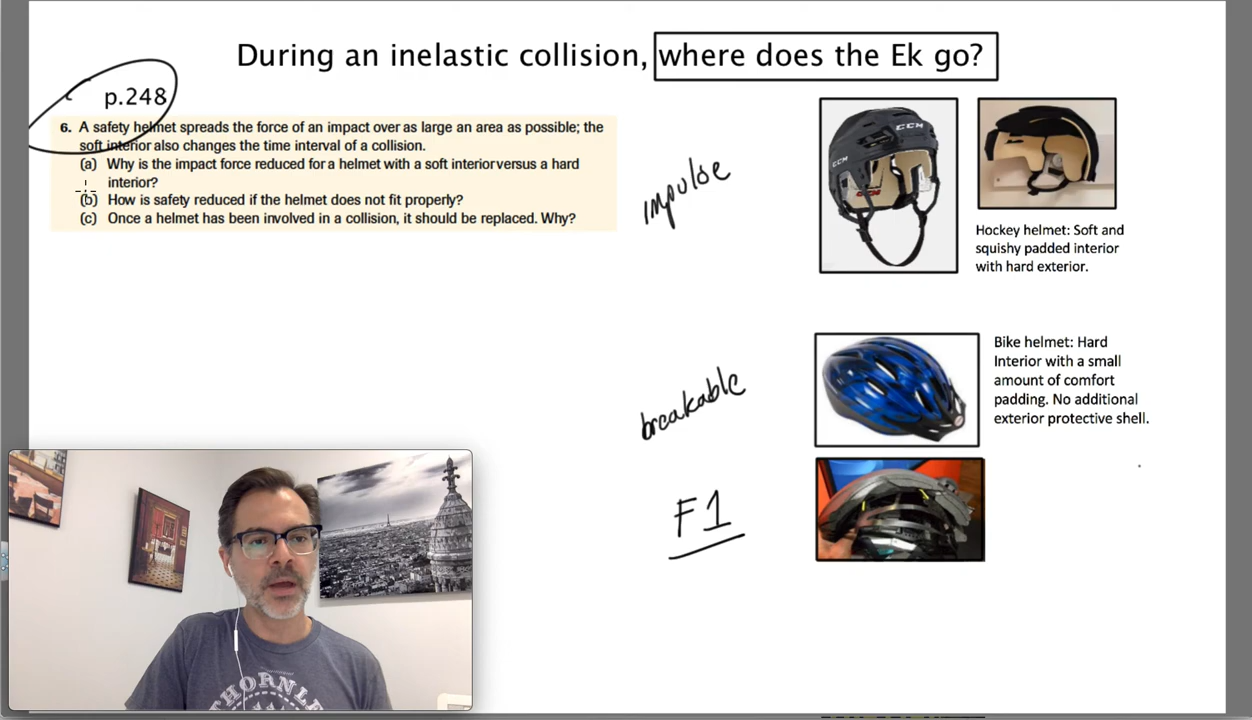 During an inelastic collision, where does the Ek go?
p.248
6. A safety helmet spreads the force of an impact over as large an area as possible; the
soft interior also changes the time interval of a collision.
(a) Why is the impact force reduced for a helmet with a soft interior versus a hard
interior?
(b) How is safety reduced if the helmet does not fit properly?
(c) Once a helmet has been involved in a collision, it should be replaced. Why?
impulse
CCM
CCM
Hockey helmet: Soft and
squishy padded interior
with hard exterior.
breakable
Bike helmet: Hard
Interior with a small
amount of comfort
padding. No additional
exterior protective shell.
F1